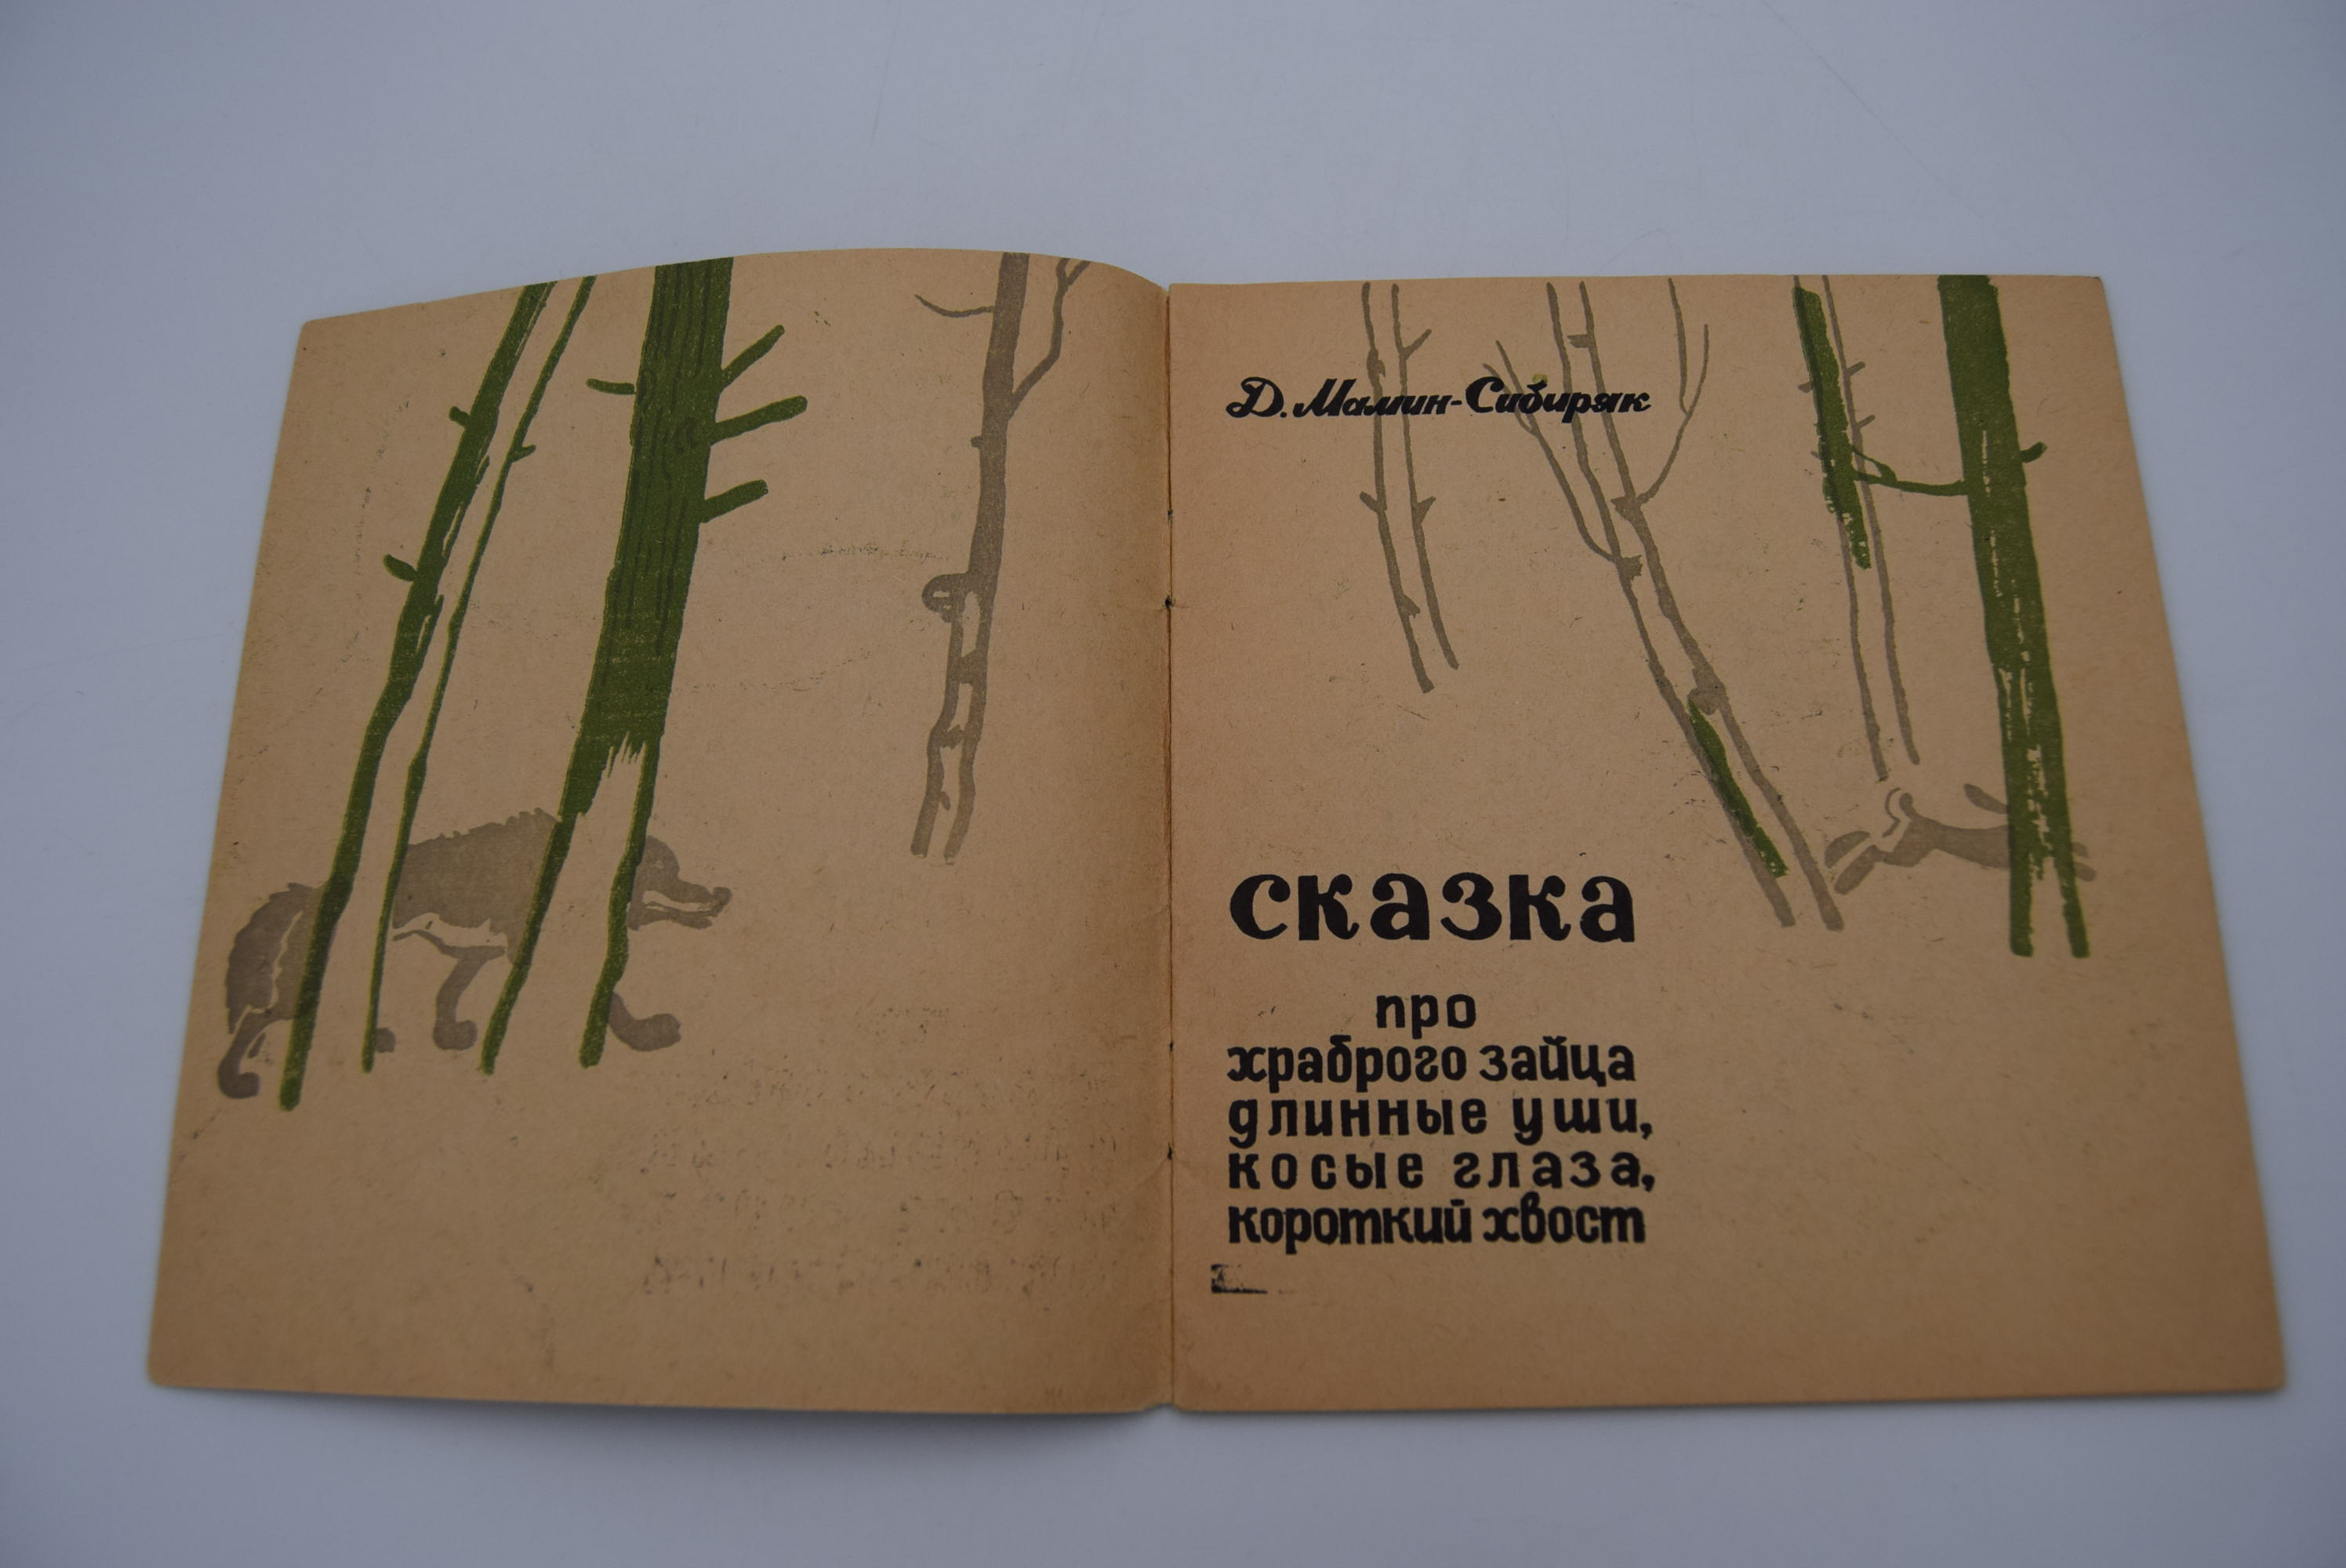 Д. Мамин-Сибиряк
сказка
про
храброго зайца
длинные уши,
косые глаза,
короткий хвост